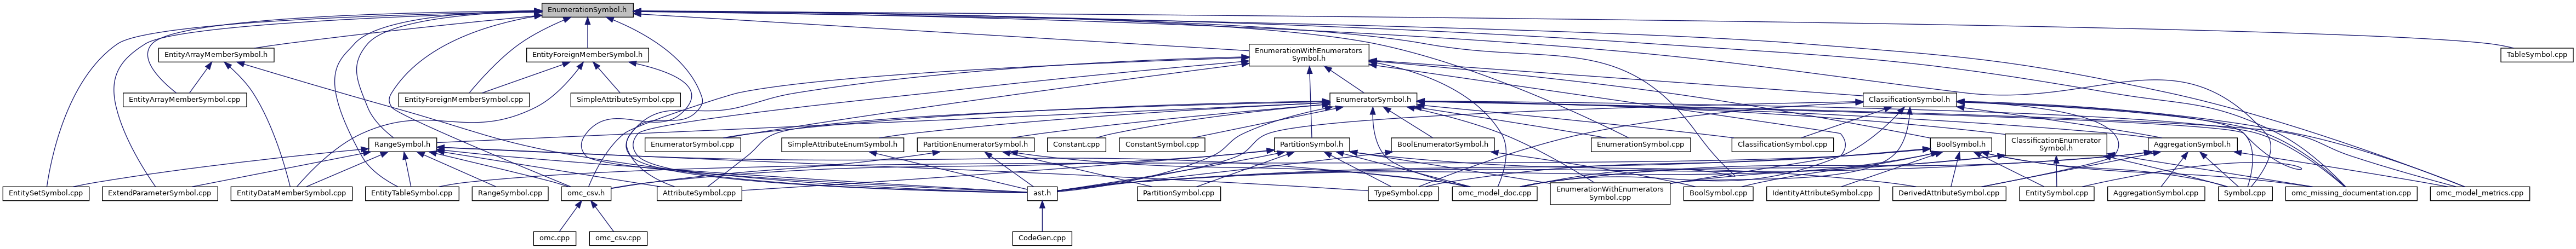 EnumerationSymbol.h
EntityArrayMemberSymbol.h
EntityForeignMemberSymbol.h
EnumerationWithEnumerators
Symbol.h
TableSymbol.cpp
EntityArrayMemberSymbol.cpp
EntityForeignMemberSymbol.cpp
SimpleAttributeSymbol.cpp
EnumeratorSymbol.h
ClassificationSymbol.h
RangeSymbol.h
EnumeratorSymbol.cpp
SimpleAttributeEnumSymbol.h
PartitionEnumeratorSymbol.h
Constant.cpp
ConstantSymbol.cpp
PartitionSymbol.h
BoolEnumeratorSymbol.h
EnumerationSymbol.cpp
ClassificationSymbol.cpp
BoolSymbol.h
ClassificationEnumerator
Symbol.h
AggregationSymbol.h
EntitySetSymbol.cpp
ExtendParameterSymbol.cpp
EntityDataMemberSymbol.cpp
EntityTableSymbol.cpp
RangeSymbol.cpp
omc_csv.h
AttributeSymbol.cpp
ast.h
PartitionSymbol.cpp
TypeSymbol.cpp
omc_model_doc.cpp
EnumerationWithEnumerators
Symbol.cpp
BoolSymbol.cpp
IdentityAttributeSymbol.cpp
DerivedAttributeSymbol.cpp
EntitySymbol.cpp
AggregationSymbol.cpp
Symbol.cpp
omc_missing_documentation.cpp
omc_model_metrics.cpp
omc.cpp
omc_csv.cpp
CodeGen.cpp